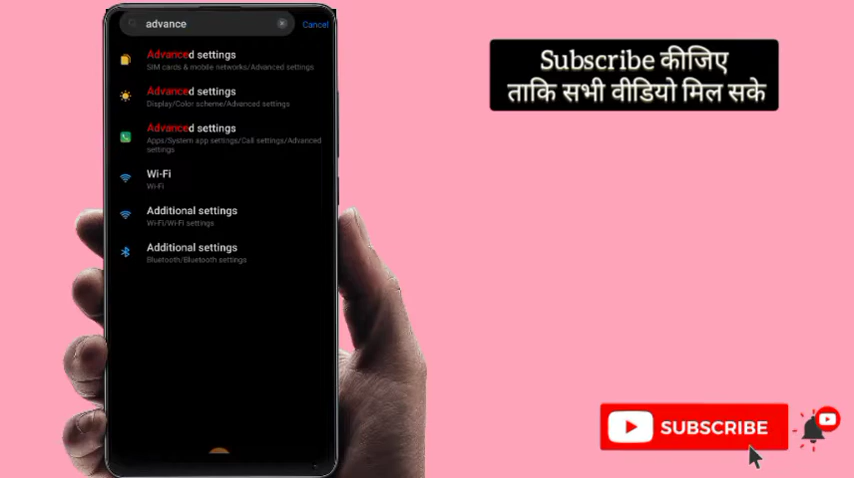 advance
Cancel
Advanced settings
SIM cards & mobile networks/Advanced settings
Advanced settings
Display/Color scheme/Advanced settings
Advanced settings
Apps/System app settings/Call settings/Advanced
settings
Wi-Fi
Wi-Fi
Additional settings
Wi-Fi/Wi-Fi settings
Additional settings
Bluetooth/Bluetooth settings
Subscribe कीजिए
ताकि सभी वीडियो मिल सके
SUBSCRIBE